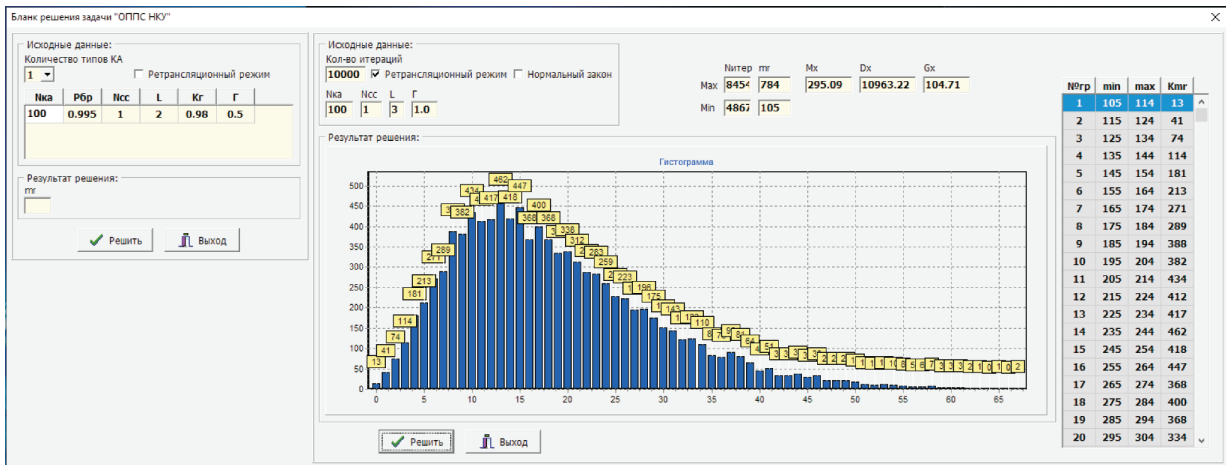 Бланк решения задачи "ОППС НКУ"
Исходные данные:
Количество типов КА
1
Ретрансляционный режим
Nка Рбр Nсс L Кг Г
100 0.995 1 2 0.98 0.5
Результат решения:
mr
Решить Выход
Исходные данные:
Кол-во итераций
10000 Ретрансляционный режим Нормальный закон
Nка Nсс L Г
100 1 3 1.0
Nитер mr Mx Dx Gx
Max 8454 784 295.09 10963.22 104.71
Min 4867 105
Результат решения:
Гистограмма
500
450
400
350
300
250
200
150
100
50
0
13 41 74 114 181 213 289 382 434 417 462 418 447 368 400 368 338 312 283 259 223 196 175 143 110
0 5 10 15 20 25 30 35 40 45 50 55 60 65
Решить Выход
№гр min max Kmr
1 105 114 13
2 115 124 41
3 125 134 74
4 135 144 114
5 145 154 181
6 155 164 213
7 165 174 271
8 175 184 289
9 185 194 388
10 195 204 382
11 205 214 434
12 215 224 412
13 225 234 417
14 235 244 462
15 245 254 418
16 255 264 447
17 265 274 368
18 275 284 400
19 285 294 368
20 295 304 334